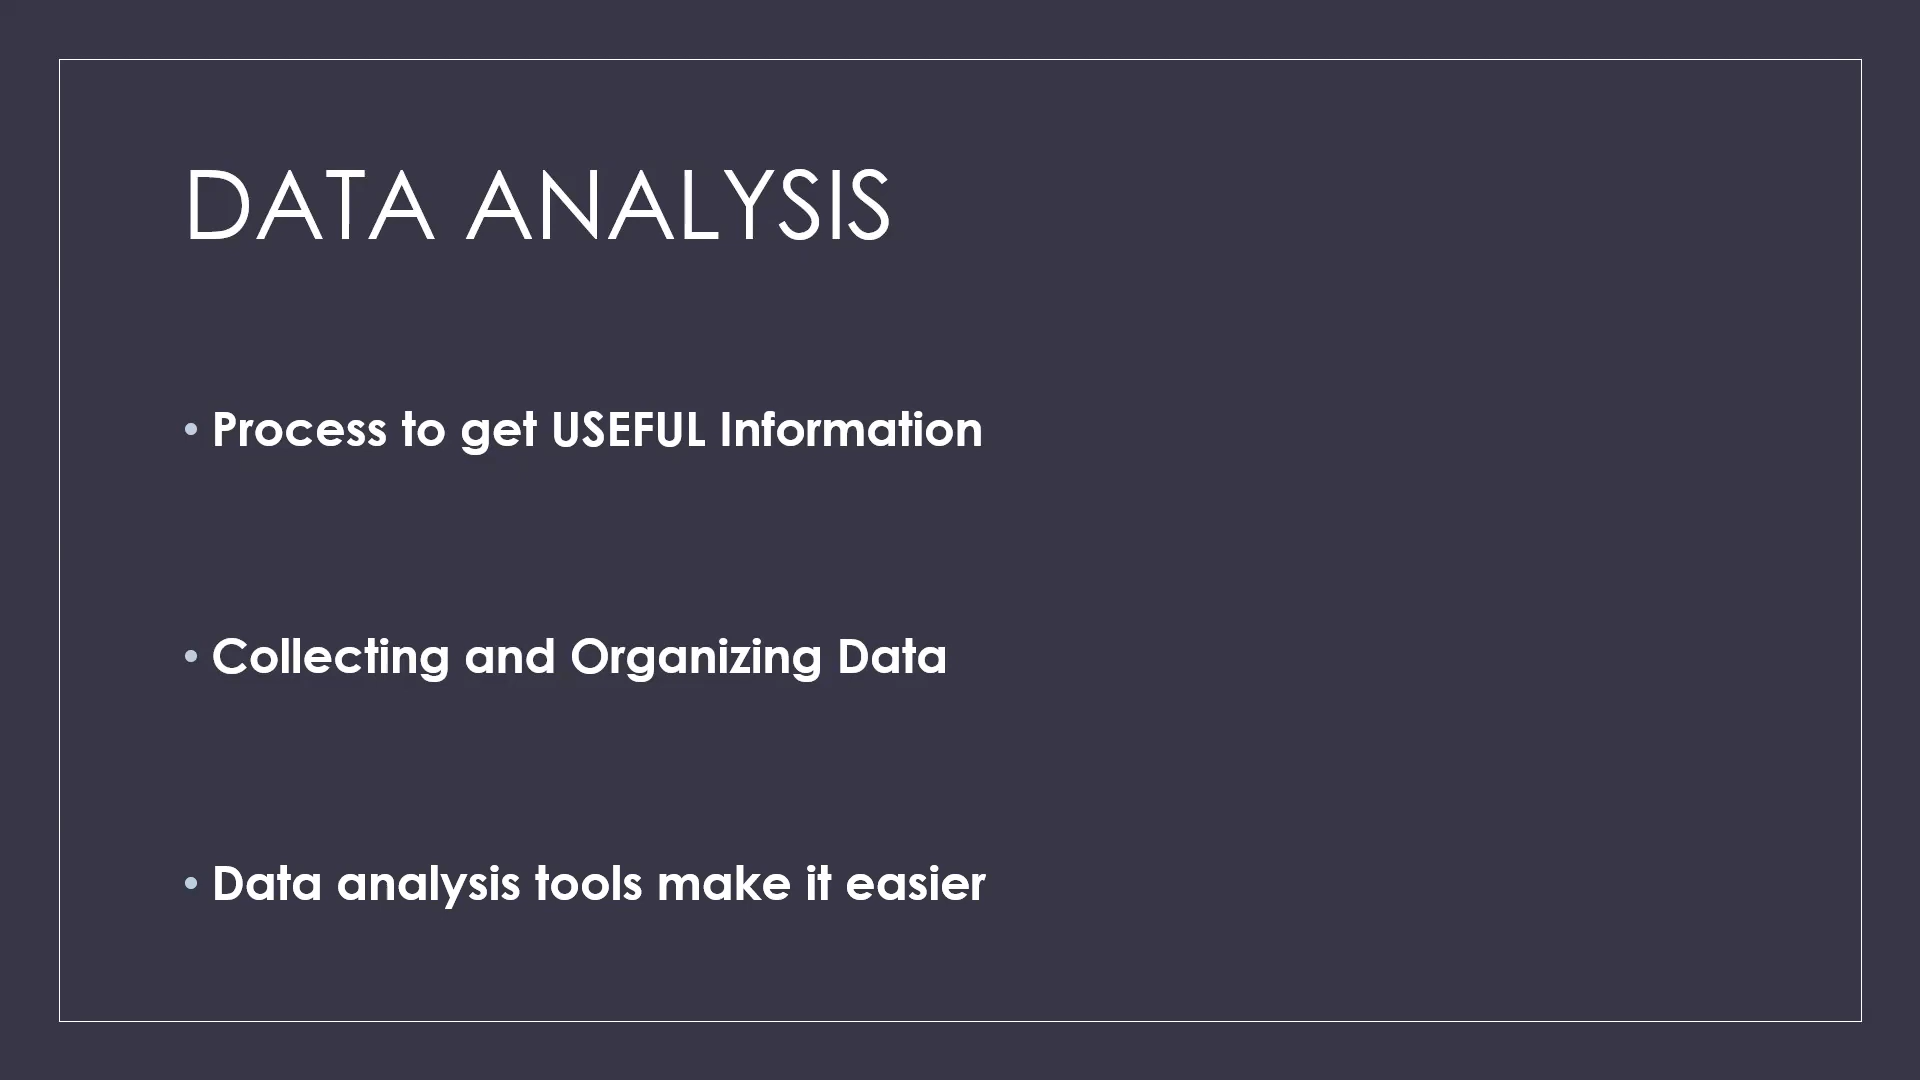 DATA ANALYSIS
• Process to get USEFUL Information
• Collecting and Organizing Data
• Data analysis tools make it easier